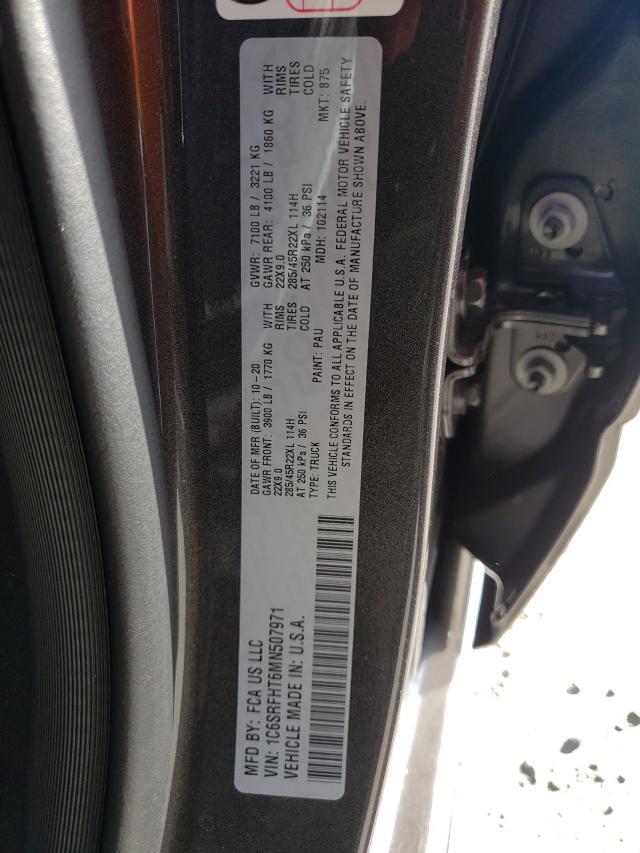 MFD BY: FCA US LLC
DATE OF MFR (BUILT): 10-20
GVWR: 7100 LB / 3221 KG
GAWR FRONT: 3900 LB / 1770 KG WITH
GAWR REAR: 4100 LB / 1860 KG WITH
22X9.0 RIMS
22X9.0 RIMS
285/45R22XL 114H TIRES
285/45R22XL 114H TIRES
AT 250 kPa / 36 PSI COLD
AT 250 kPa / 36 PSI COLD
VIN: 1C6SRFHT6MN507971
TYPE: TRUCK
PAINT: PAU
MDH: 102114
MKT: 875
VEHICLE MADE IN: U.S.A.
THIS VEHICLE CONFORMS TO ALL APPLICABLE U.S.A. FEDERAL MOTOR VEHICLE SAFETY
STANDARDS IN EFFECT ON THE DATE OF MANUFACTURE SHOWN ABOVE.